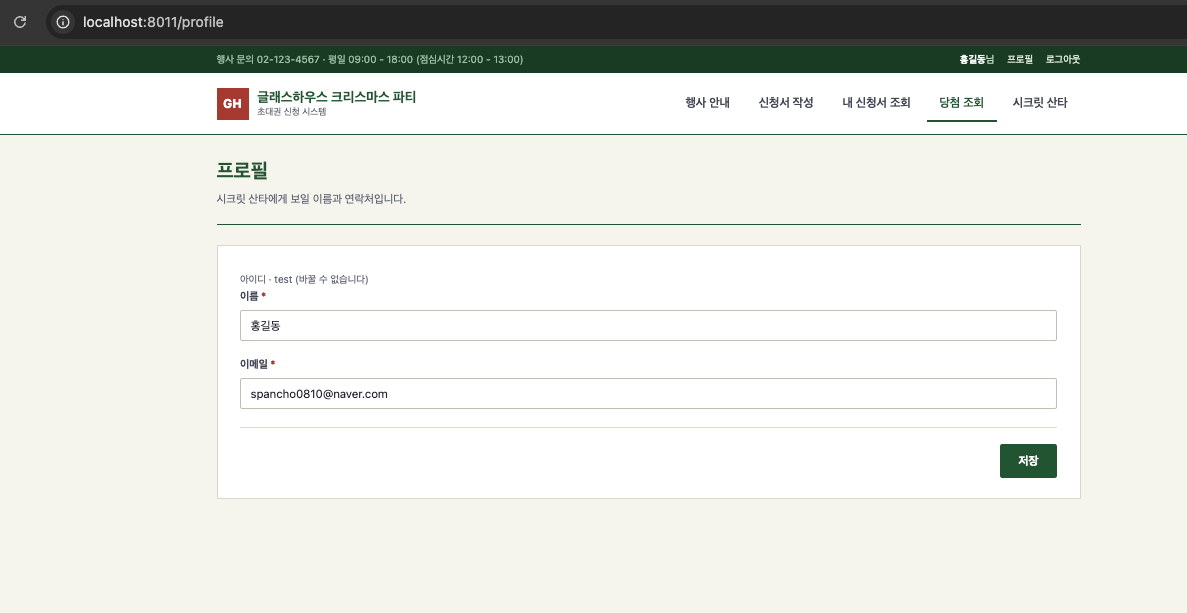 localhost:8011/profile
행사 문의 02-123-4567 · 평일 09:00 - 18:00 (점심시간 12:00 - 13:00)
홍길동님 프로필 로그아웃
GH
글래스하우스 크리스마스 파티
초대권 신청 시스템
행사 안내 신청서 작성 내 신청서 조회 당첨 조회 시크릿 산타
프로필
시크릿 산타에게 보일 이름과 연락처입니다.
아이디 · test (바꿀 수 없습니다)
이름 *
홍길동
이메일 *
spancho0810@naver.com
저장